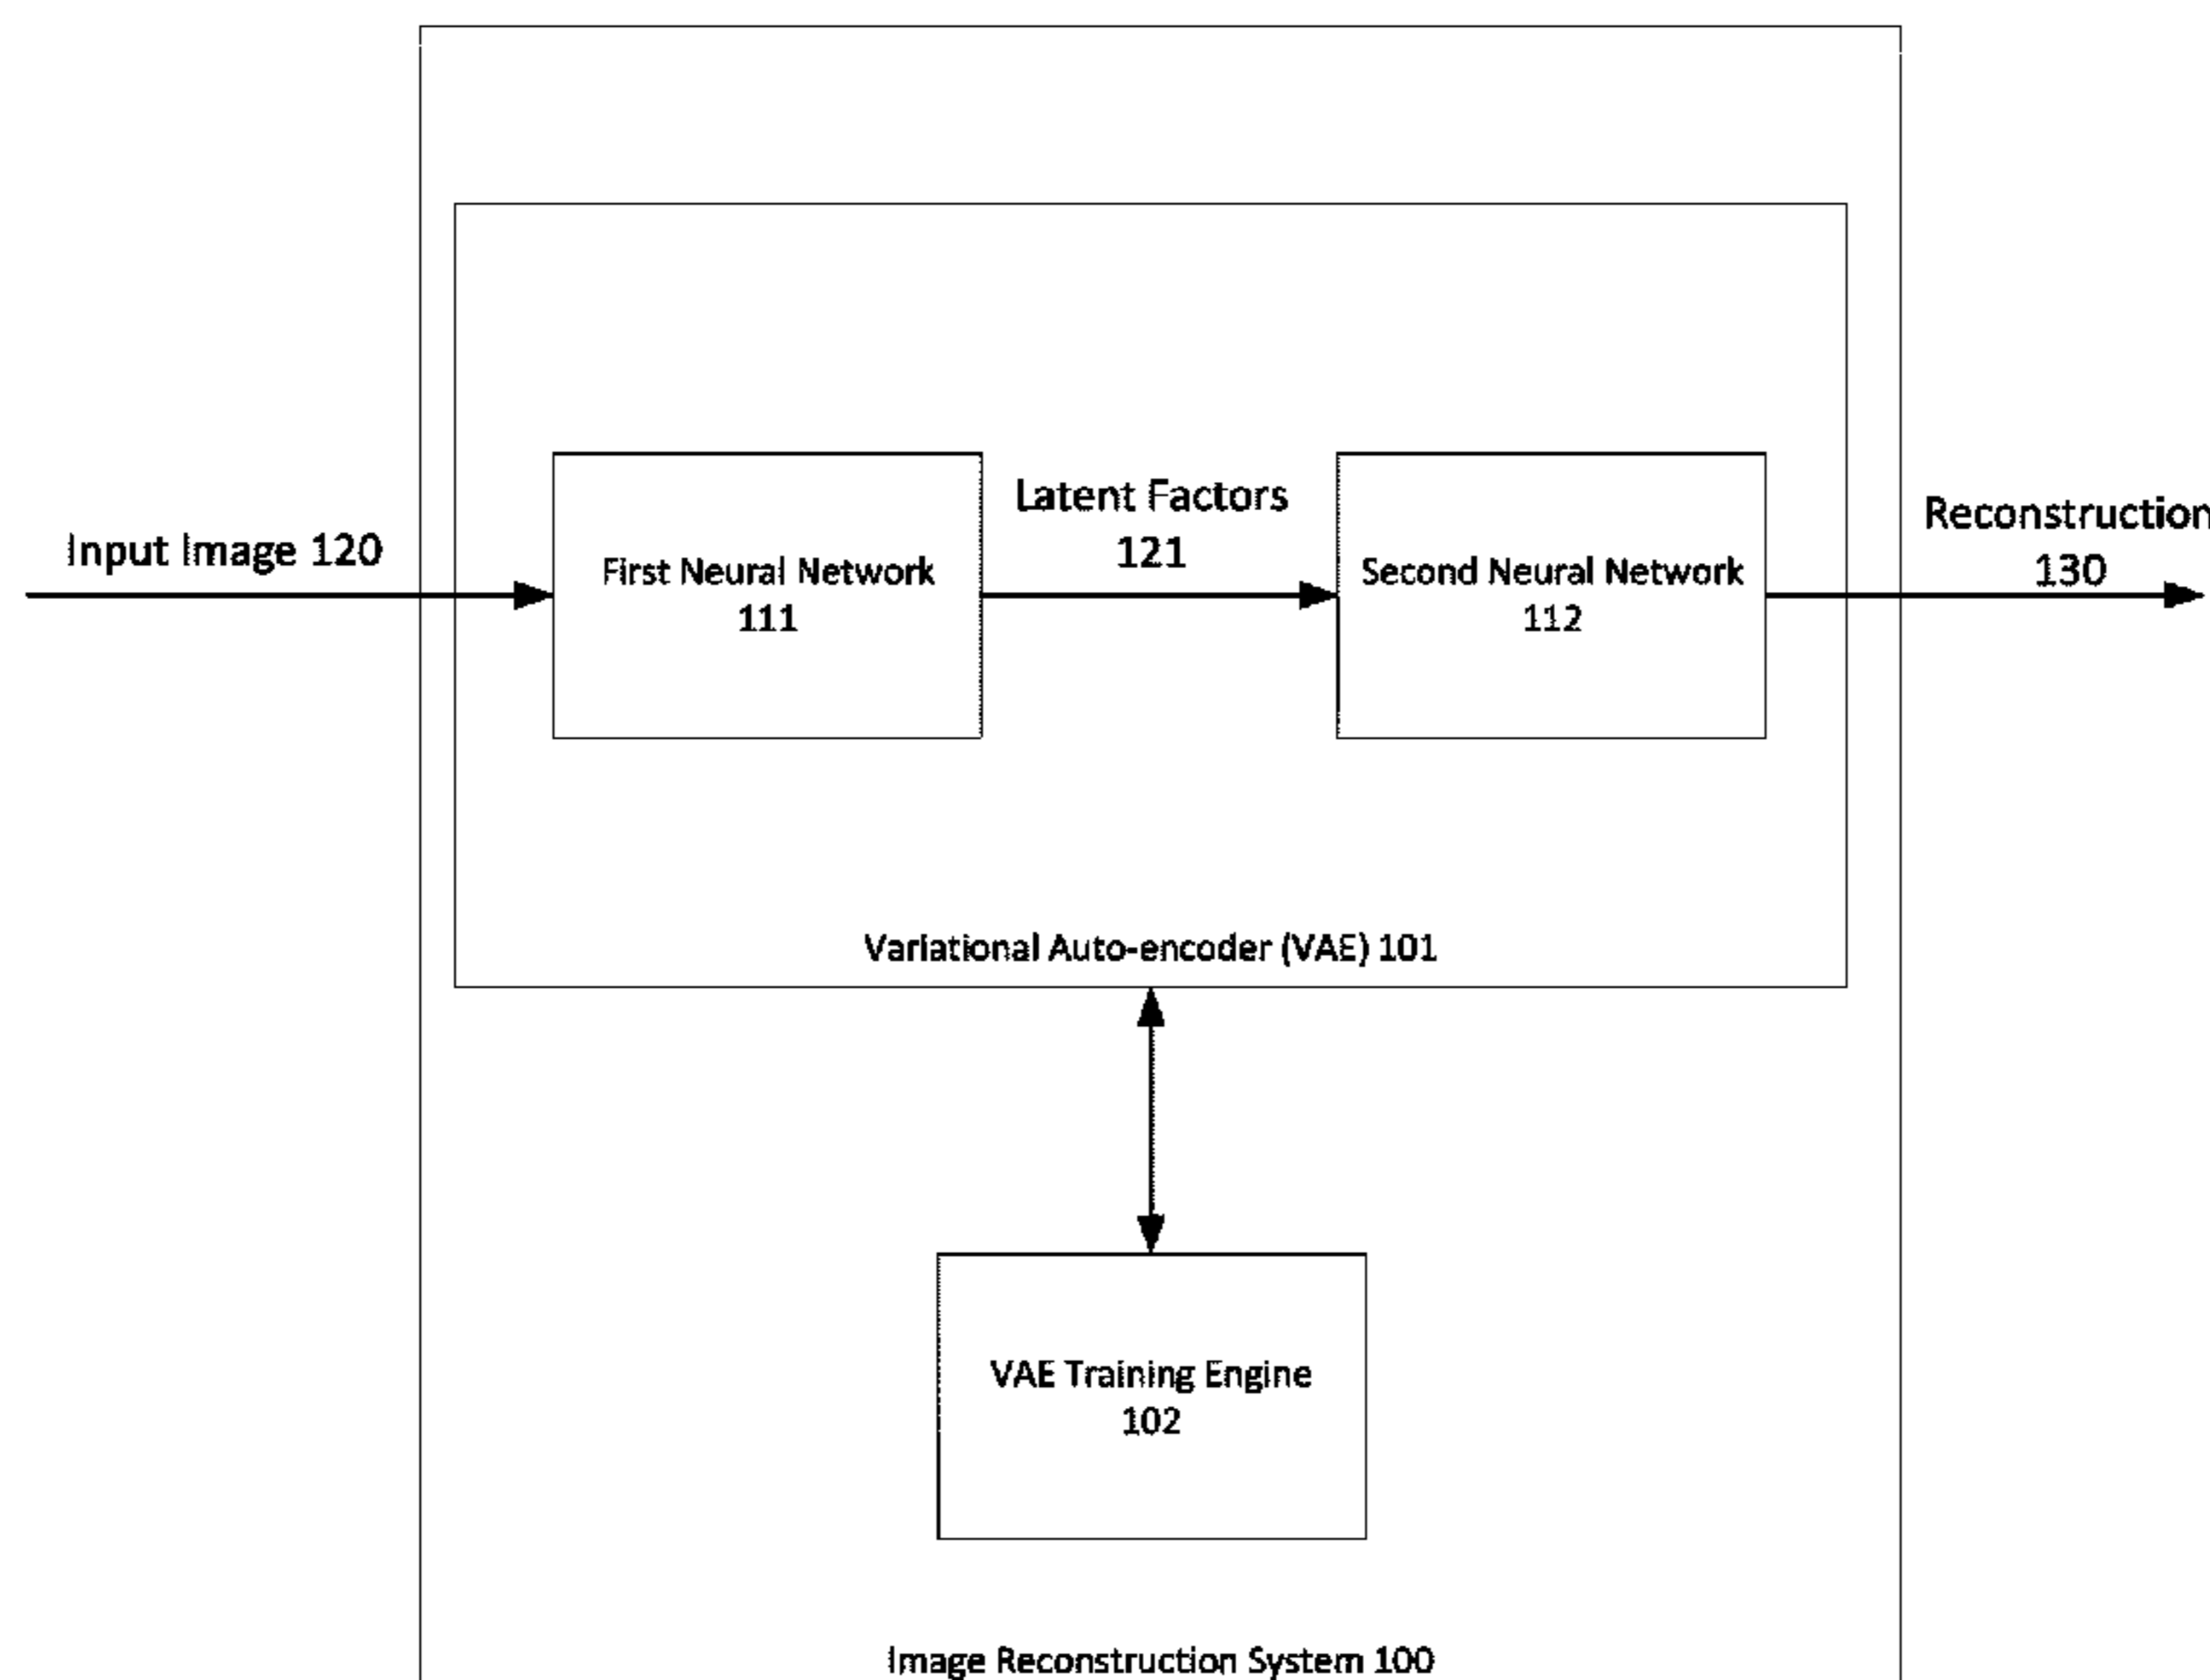 Input Image 120
First Neural Network
111
Latent Factors
121
Second Neural Network
112
Reconstruction
130
Variational Auto-encoder (VAE) 101
VAE Training Engine
102
Image Reconstruction System 100